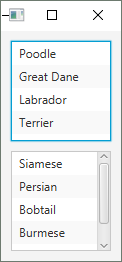 Poodle
Great Dane
Labrador
Terrier
Siamese
Persian
Bobtail
Burmese